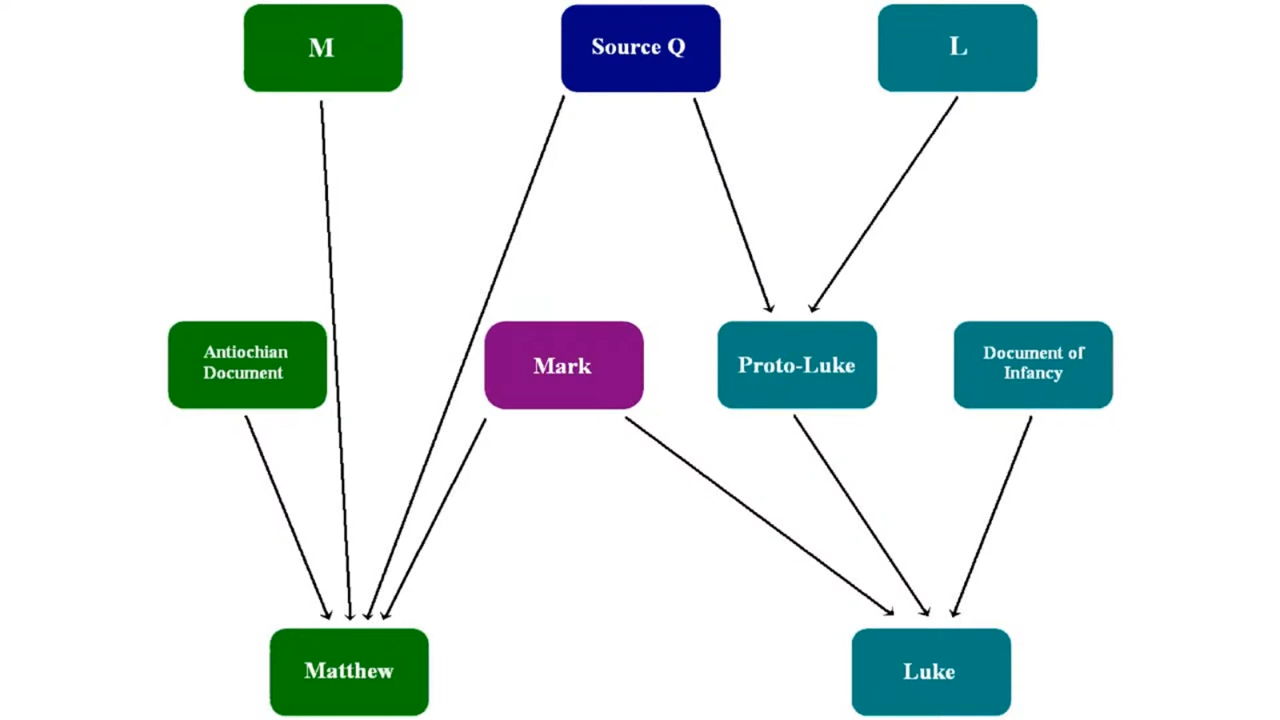 M
Source Q
L
Antiochian
Document
Mark
Proto-Luke
Document of
Infancy
Matthew
Luke